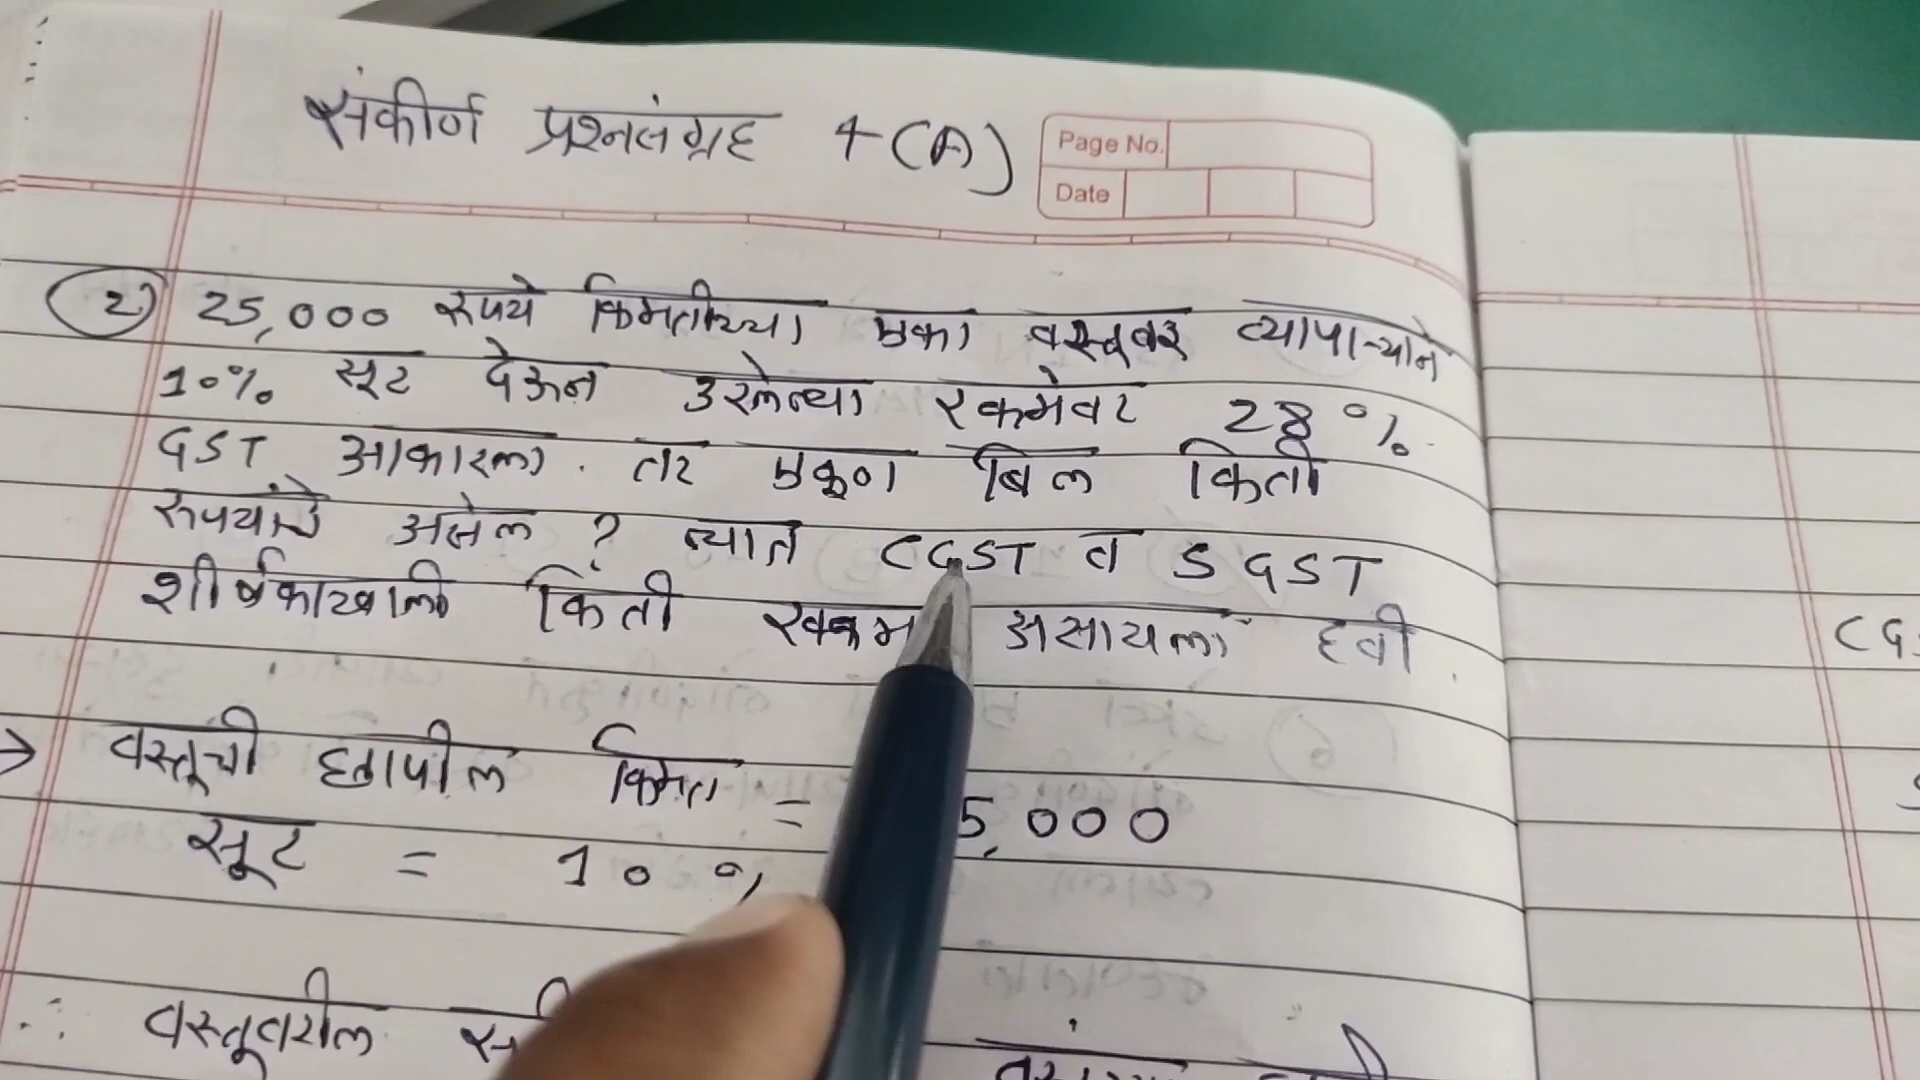 संकीर्ण प्रश्नसंग्रह 4 (A)
Page No.
Date
2) 25,000 रुपये किमतीच्या एका वस्तूवर व्यापाऱ्याने
10% सूट देऊन उरलेल्या रकमेवर 28%
GST आकारला. तर एकूण बिल किती
रुपयांचे असेल ? त्यात CGST व SGST
शीर्षकाखाली किती रक्कम असायला हवी.
→ वस्तूची छापील किंमत = 5,000
सूट = 10%
∴ वस्तूवरील
CG